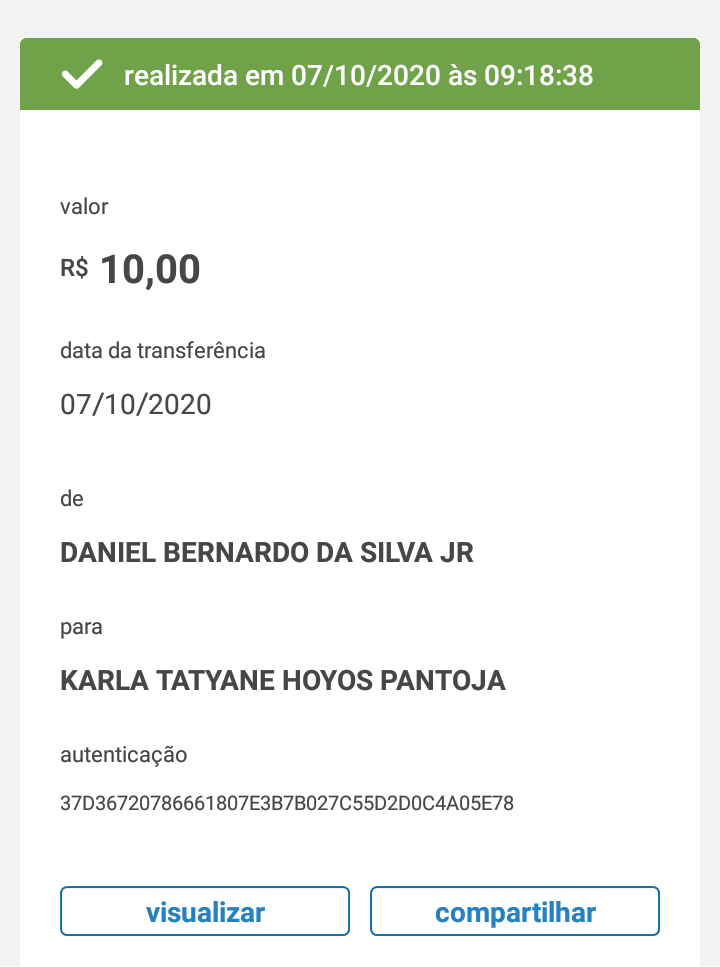 realizada em 07/10/2020 às 09:18:38
valor
R$ 10,00
data da transferência
07/10/2020
de
DANIEL BERNARDO DA SILVA JR
para
KARLA TATYANE HOYOS PANTOJA
autenticação
37D36720786661807E3B7B027C55D2D0C4A05E78
visualizar compartilhar